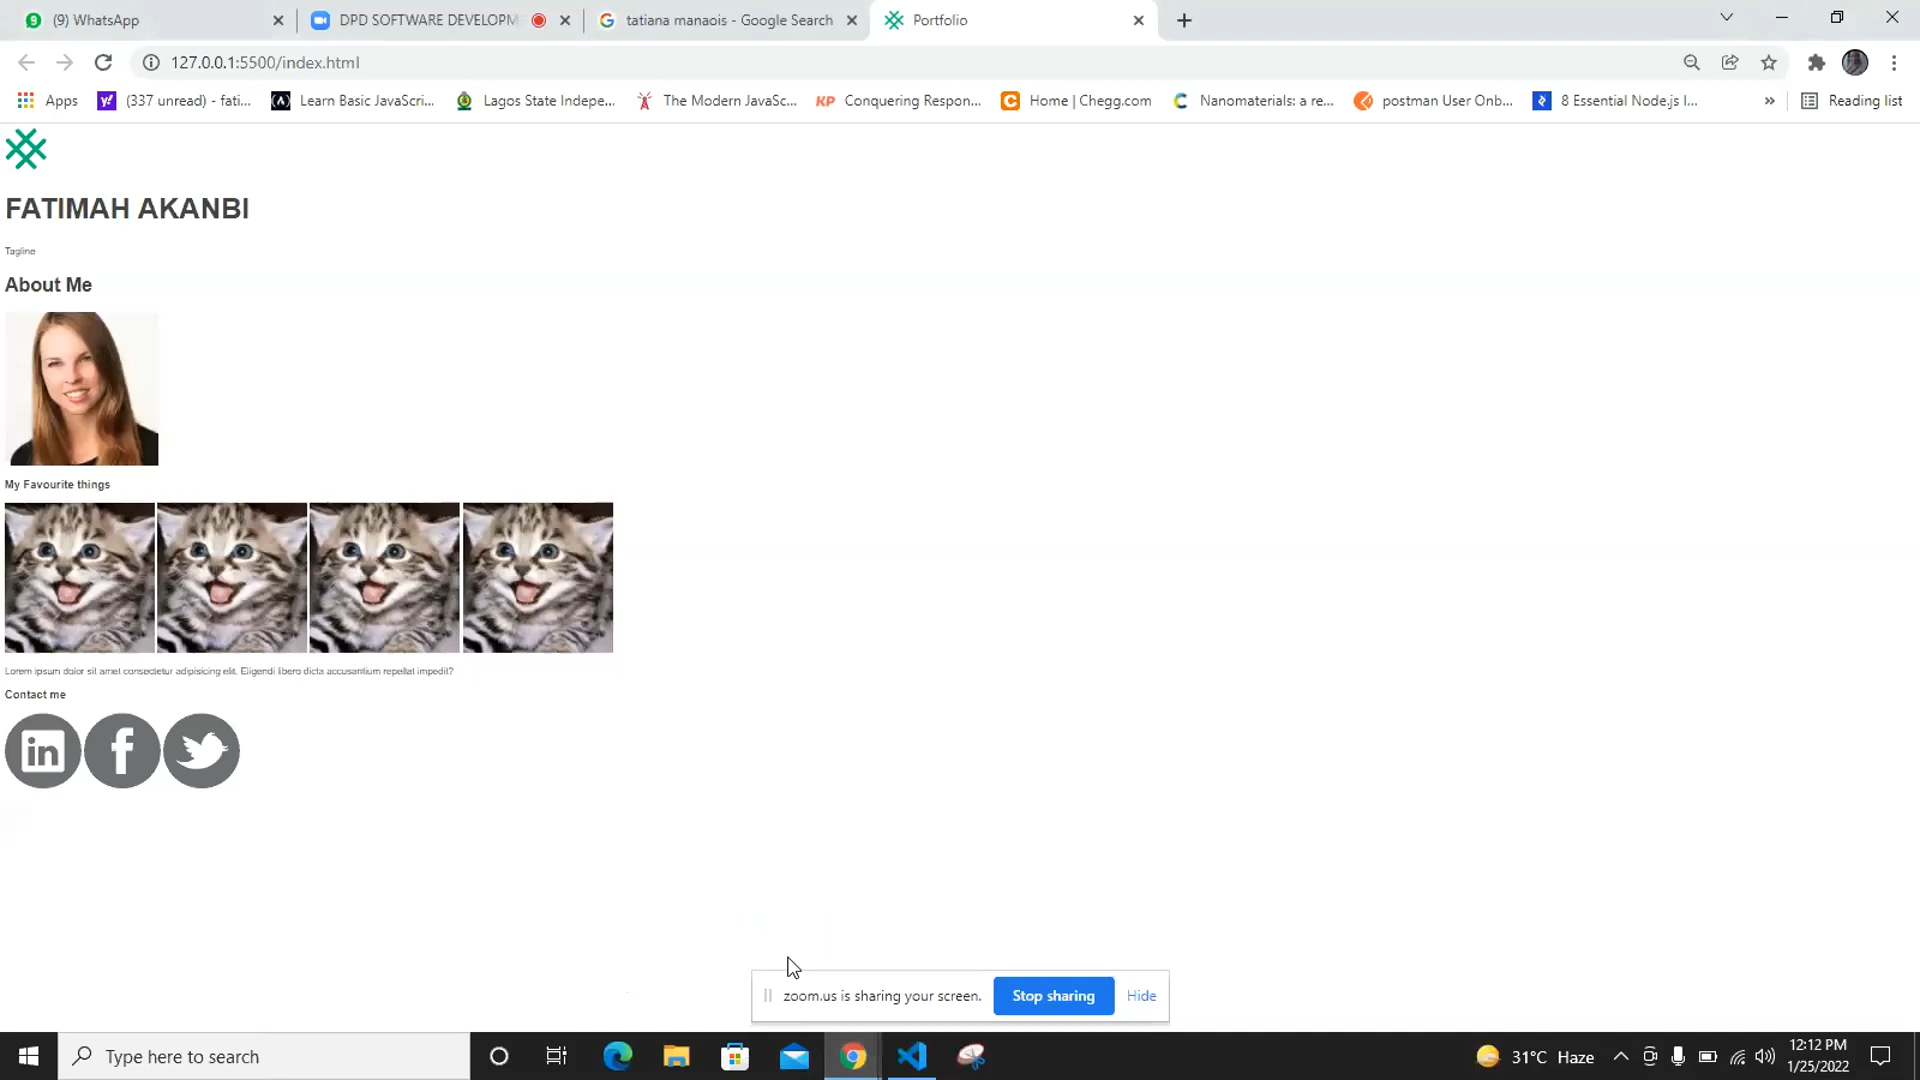 (9) WhatsApp
DPD SOFTWARE DEVELOPM
tatiana manaois - Google Search
Portfolio
127.0.0.1:5500/index.html
Apps
(337 unread) - fati...
Learn Basic JavaScri...
Lagos State Indepe...
The Modern JavaSc...
KP Conquering Respon...
Home | Chegg.com
Nanomaterials: a re...
postman User Onb...
8 Essential Node.js I...
» Reading list
FATIMAH AKANBI
Tagline
About Me
My Favourite things
Lorem ipsum dolor sit amet consectetur adipisicing elit. Eligendi libero dicta accusantium repellat impedit?
Contact me
in f
zoom.us is sharing your screen.
Stop sharing
Hide
Type here to search
31°C Haze
12:12 PM
1/25/2022